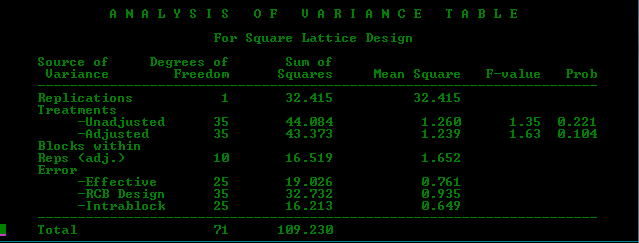 A N A L Y S I S   O F   V A R I A N C E   T A B L E
For Square Lattice Design
Source of Degrees of Sum of
Variance Freedom Squares Mean Square F-value Prob
Replications 1 32.415 32.415
Treatments
-Unadjusted 35 44.084 1.260 1.35 0.221
-Adjusted 35 43.373 1.239 1.63 0.104
Blocks within
Reps (adj.) 10 16.519 1.652
Error
-Effective 25 19.026 0.761
-RCB Design 35 32.732 0.935
-Intrablock 25 16.213 0.649
Total 71 109.230